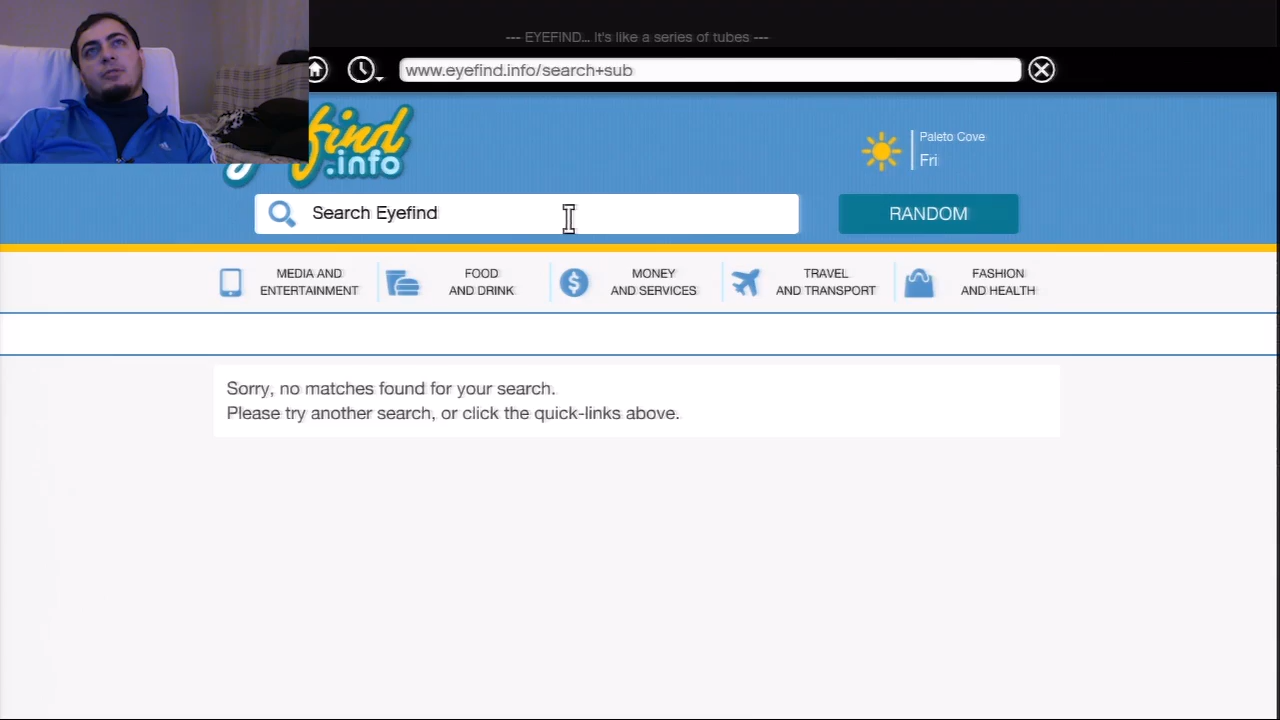 --- EYEFIND... It's like a series of tubes ---
www.eyefind.info/search+sub
find
.info
Paleto Cove
Fri
Search Eyefind
RANDOM
MEDIA AND
ENTERTAINMENT
FOOD
AND DRINK
MONEY
AND SERVICES
TRAVEL
AND TRANSPORT
FASHION
AND HEALTH
Sorry, no matches found for your search.
Please try another search, or click the quick-links above.